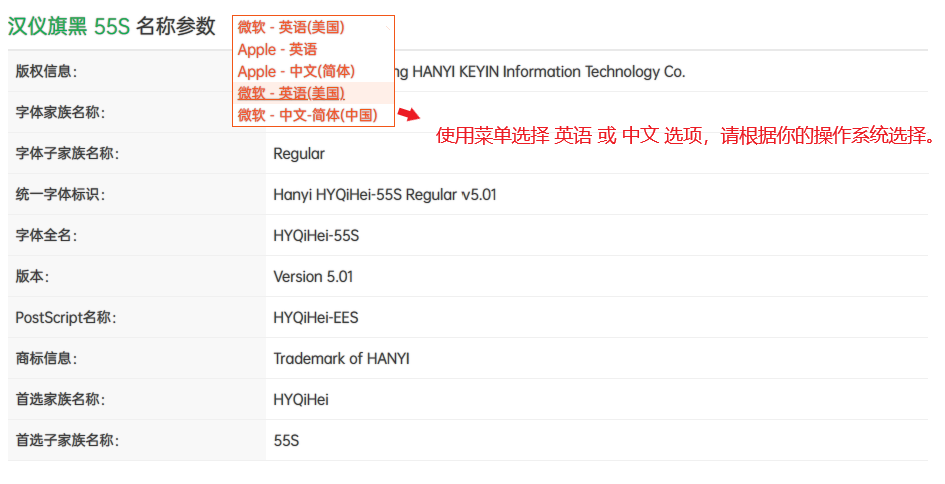 汉仪旗黑 55S 名称参数
微软 - 英语(美国)
Apple - 英语
Apple - 中文(简体)
微软 - 英语(美国)
微软 - 中文-简体(中国)
使用菜单选择 英语 或 中文 选项，请根据你的操作系统选择。
版权信息： ng HANYI KEYIN Information Technology Co.
字体家族名称：
字体子家族名称： Regular
统一字体标识： Hanyi HYQiHei-55S Regular v5.01
字体全名： HYQiHei-55S
版本： Version 5.01
PostScript名称： HYQiHei-EES
商标信息： Trademark of HANYI
首选家族名称： HYQiHei
首选子家族名称： 55S